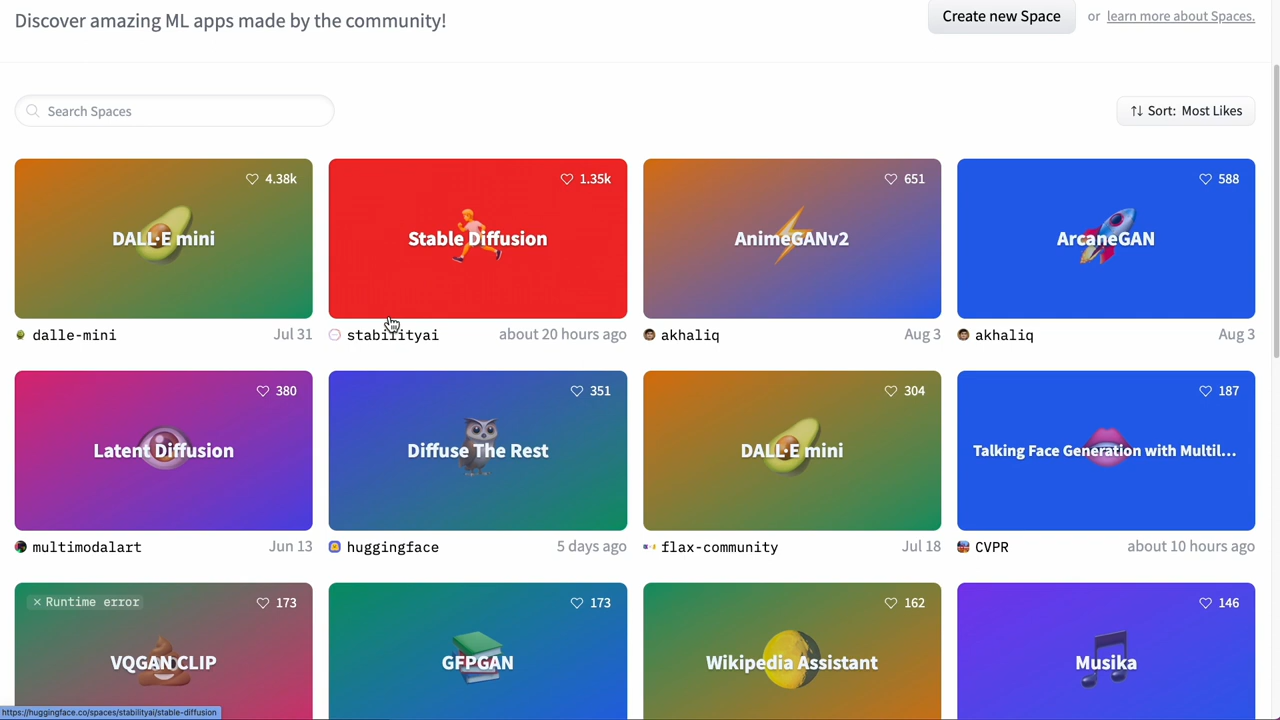 Discover amazing ML apps made by the community!
Create new Space
or learn more about Spaces.
Search Spaces
Sort: Most Likes
4.38k
DALL·E mini
dalle-mini
Jul 31
1.35k
Stable Diffusion
stabilityai
about 20 hours ago
651
AnimeGANv2
akhaliq
Aug 3
588
ArcaneGAN
akhaliq
Aug 3
380
Latent Diffusion
multimodalart
Jun 13
351
Diffuse The Rest
huggingface
5 days ago
304
DALL·E mini
flax-community
Jul 18
187
Talking Face Generation with Multil...
CVPR
about 10 hours ago
× Runtime error
173
VQGAN CLIP
173
GFPGAN
162
Wikipedia Assistant
146
Musika
https://huggingface.co/spaces/stabilityai/stable-diffusion